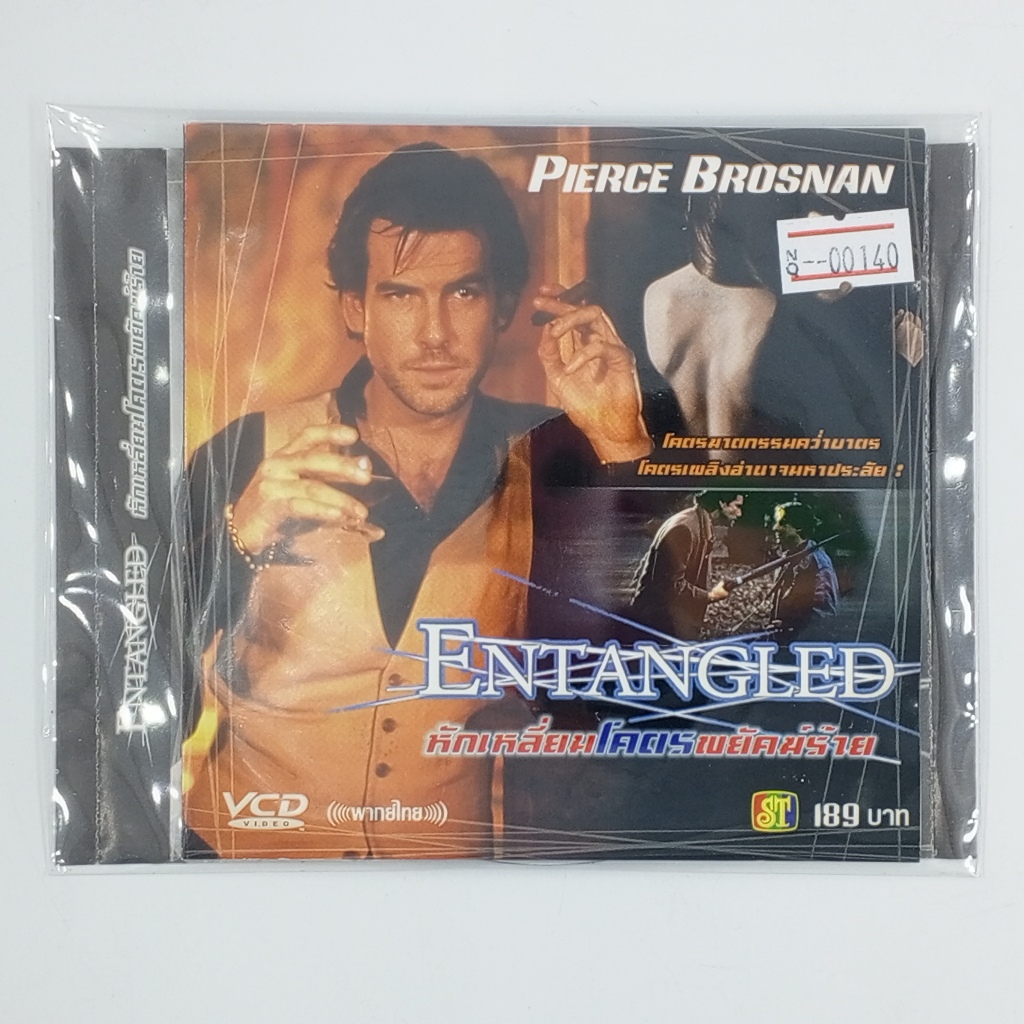 PIERCE BROSNAN
NO --00140
โคตรฆาตกรรมคว่ำบาตร
โคตรเพลิงอำนาจมหาประลัย !
ENTANGLED
หักเหลี่ยมโคตรพยัคฆ์ร้าย
VCD
VIDEO
((((พากย์ไทย))))
ST
189 บาท
ENTANGLED หักเหลี่ยมโคตรพยัคฆ์ร้าย